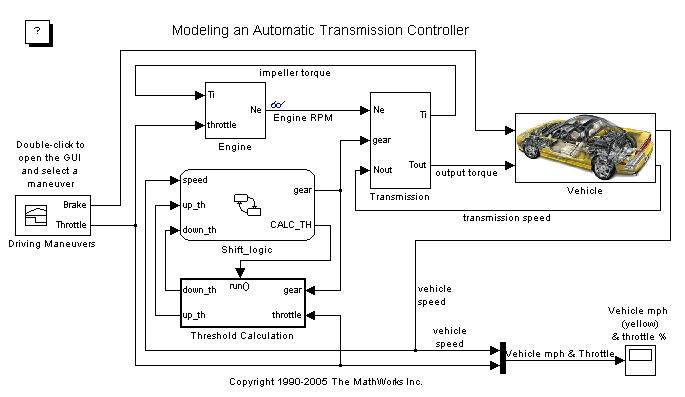 ?
Modeling an Automatic Transmission Controller
impeller torque
Ti
Ne
throttle
Engine RPM
Engine
Ne
Ti
gear
Nout
Tout
Transmission
output torque
Vehicle
transmission speed
Double-click to
open the GUI
and select a
maneuver
Brake
Throttle
Driving Maneuvers
speed
gear
up_th
down_th
CALC_TH
Shift_logic
run()
down_th
gear
up_th
throttle
Threshold Calculation
vehicle
speed
vehicle
speed
Vehicle mph & Throttle
Vehicle mph
(yellow)
& throttle %
Copyright 1990-2005 The MathWorks Inc.